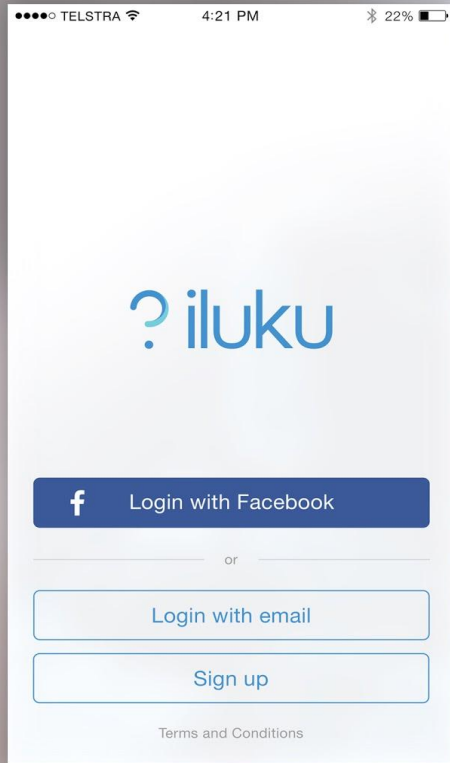 TELSTRA 4:21 PM 22%
iluku
Login with Facebook
or
Login with email
Sign up
Terms and Conditions